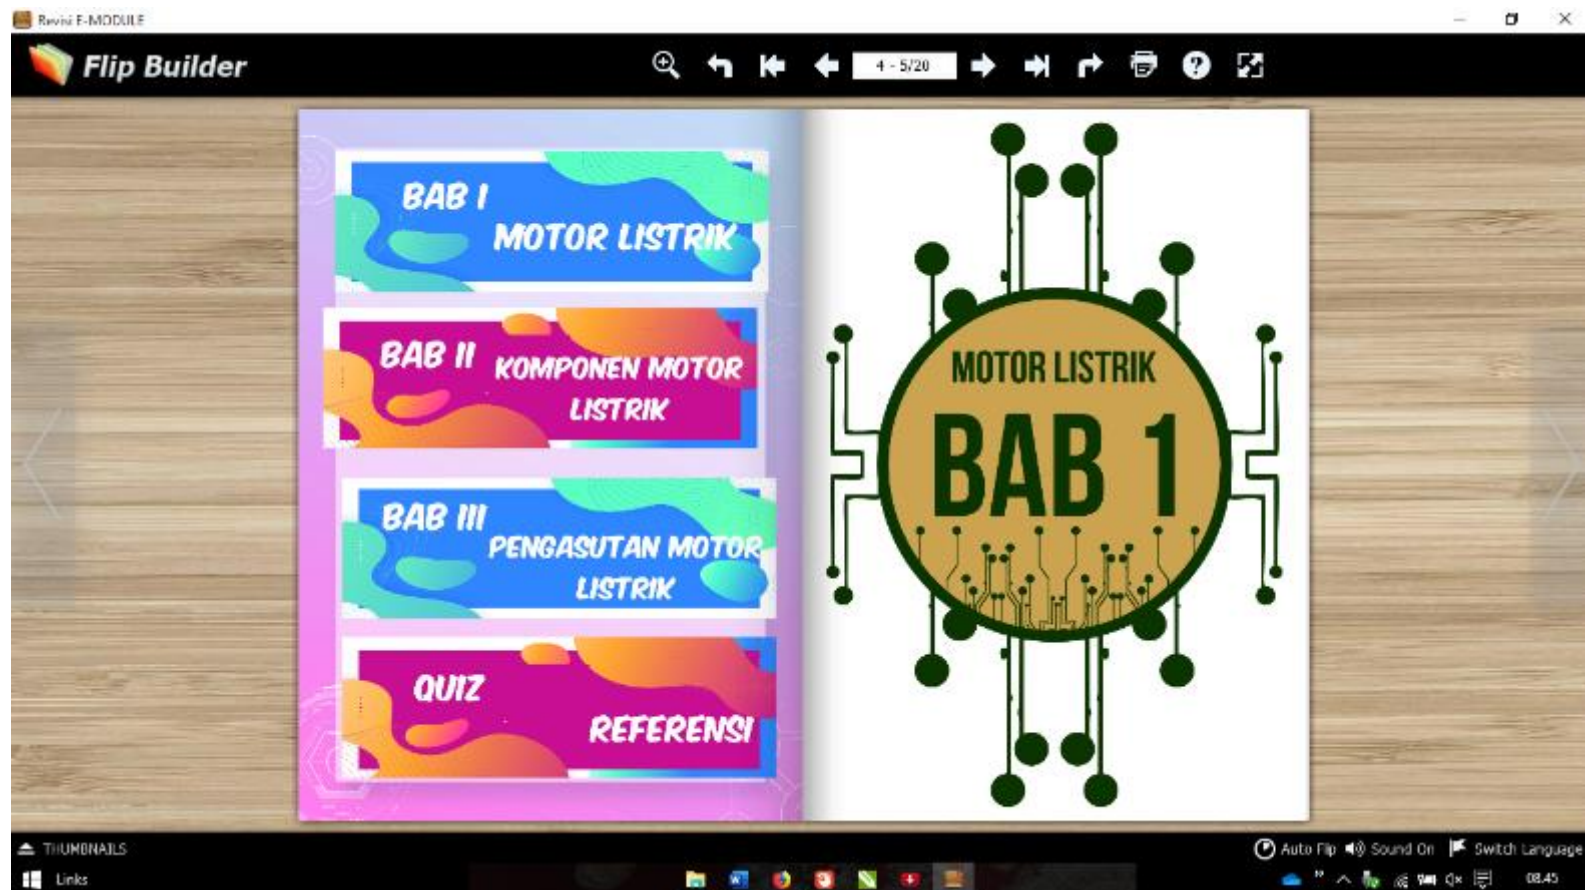 Revisi E-MODULE
Flip Builder
4 - 5/20
BAB I
MOTOR LISTRIK
BAB II
KOMPONEN MOTOR
LISTRIK
BAB III
PENGASUTAN MOTOR
LISTRIK
QUIZ
REFERENSI
MOTOR LISTRIK
BAB 1
THUMBNAILS
Auto Flip
Sound On
Switch Language
Links
08.45